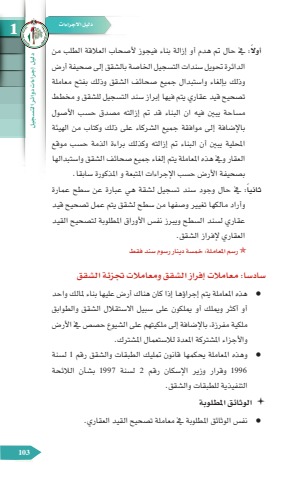 دليل الإجراءات
1
دليل إجراءات دوائر التسجيل
أولاً: في حال تم هدم أو إزالة بناء فيجوز لأصحاب العلاقة الطلب من
الدائرة تحويل سندات التسجيل الخاصة بالشقق إلى صحيفة أرض
وذلك بإلغاء واستبدال جميع صحائف الشقق وذلك بفتح معاملة
تصحيح قيد عقاري يتم فيها إبراز سند التسجيل للشقق و مخطط
مساحة يبين فيه ان البناء قد تم إزالته مصدق حسب الأصول
بالإضافة إلى موافقة جميع الشركاء على ذلك وكتاب من الهيئة
المحلية يبين أن البناء تم إزالته وكذلك براءة الذمة حسب موقع
العقار وفي هذه المعاملة يتم إلغاء جميع صحائف الشقق واستبدالها
بصحيفة الأرض حسب الإجراءات المتبعة و المذكورة سابقا.
ثانياً: في حال وجود سند تسجيل لشقة هي عبارة عن سطح عمارة
وأراد مالكها تغيير وصفها من سطح لشقة يتم عمل تصحيح قيد
عقاري لسند السطح ويبرز نفس الأوراق المطلوبة لتصحيح القيد
العقاري لإفراز الشقق.
* رسم المعاملة: خمسة دينار رسوم سند فقط.
سادسا: معاملات إفراز الشقق ومعاملات تجزئة الشقق
● هذه المعاملة يتم إجراؤها إذا كان هناك أرض عليها بناء لمالك واحد
أو أكثر ويملك أو يملكون على سبيل الاستقلال الشقق والطوابق
ملكية مفرزة، بالإضافة إلى ملكيتهم على الشيوع حصص في الأرض
والأجزاء المشتركة المعدة للاستعمال المشترك.
● وهذه المعاملة يحكمها قانون تمليك الطبقات والشقق رقم 1 لسنة
1996 وقرار وزير الإسكان رقم 2 لسنة 1997 بشأن اللائحة
التنفيذية للطبقات والشقق.
✦ الوثائق المطلوبة
● نفس الوثائق المطلوبة في معاملة تصحيح القيد العقاري.
103